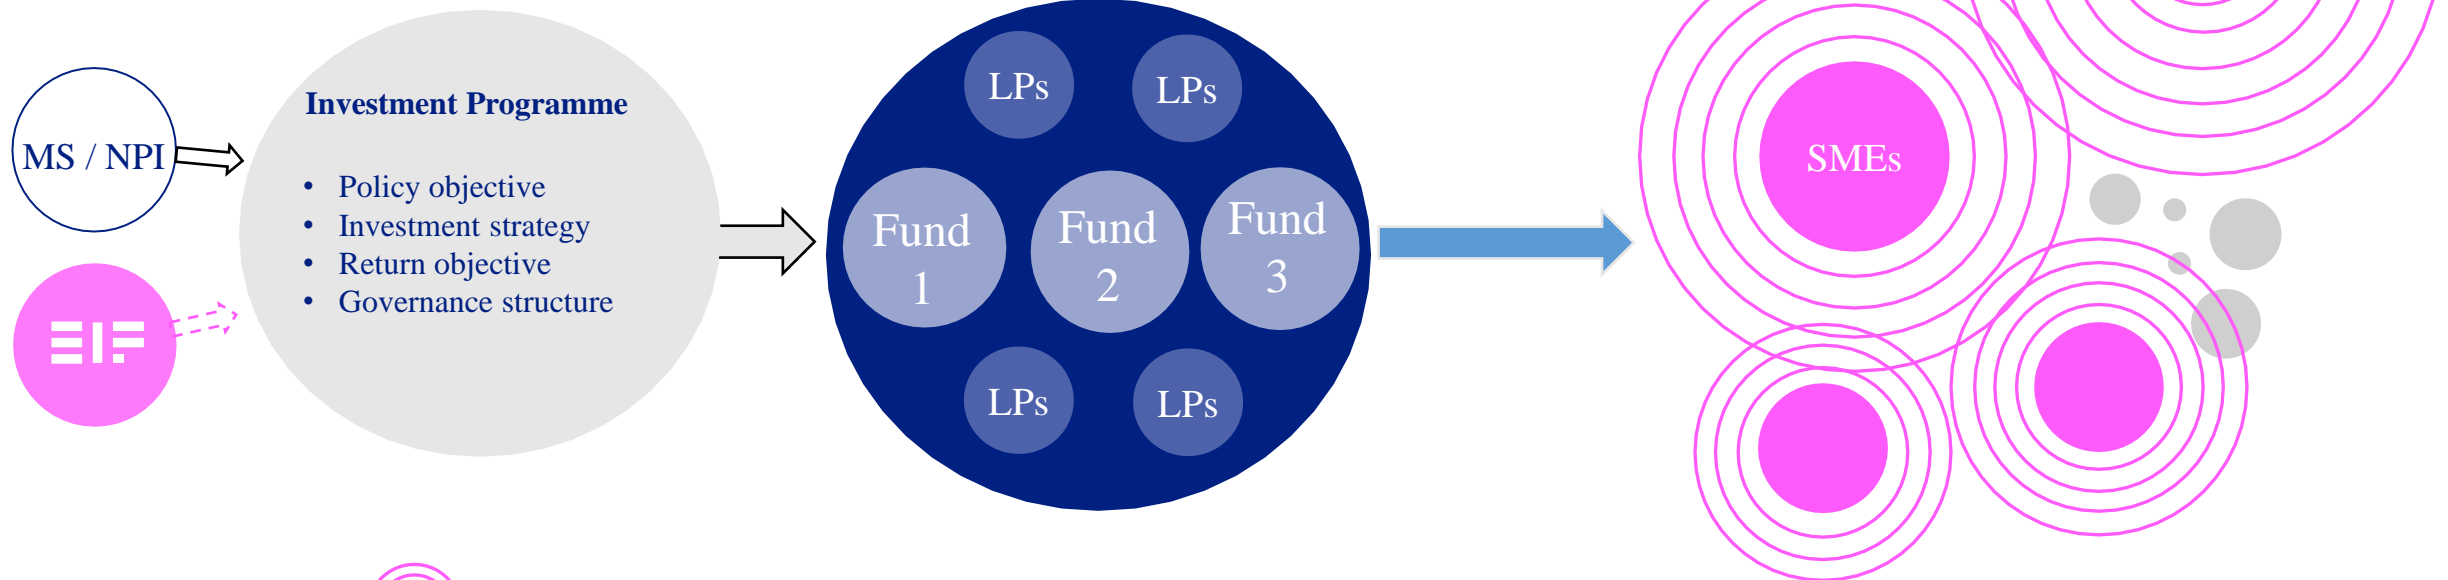 MS / NPI
EIF
Investment Programme
• Policy objective
• Investment strategy
• Return objective
• Governance structure
LPs
LPs
Fund
1
Fund
2
Fund
3
LPs
LPs
SMEs